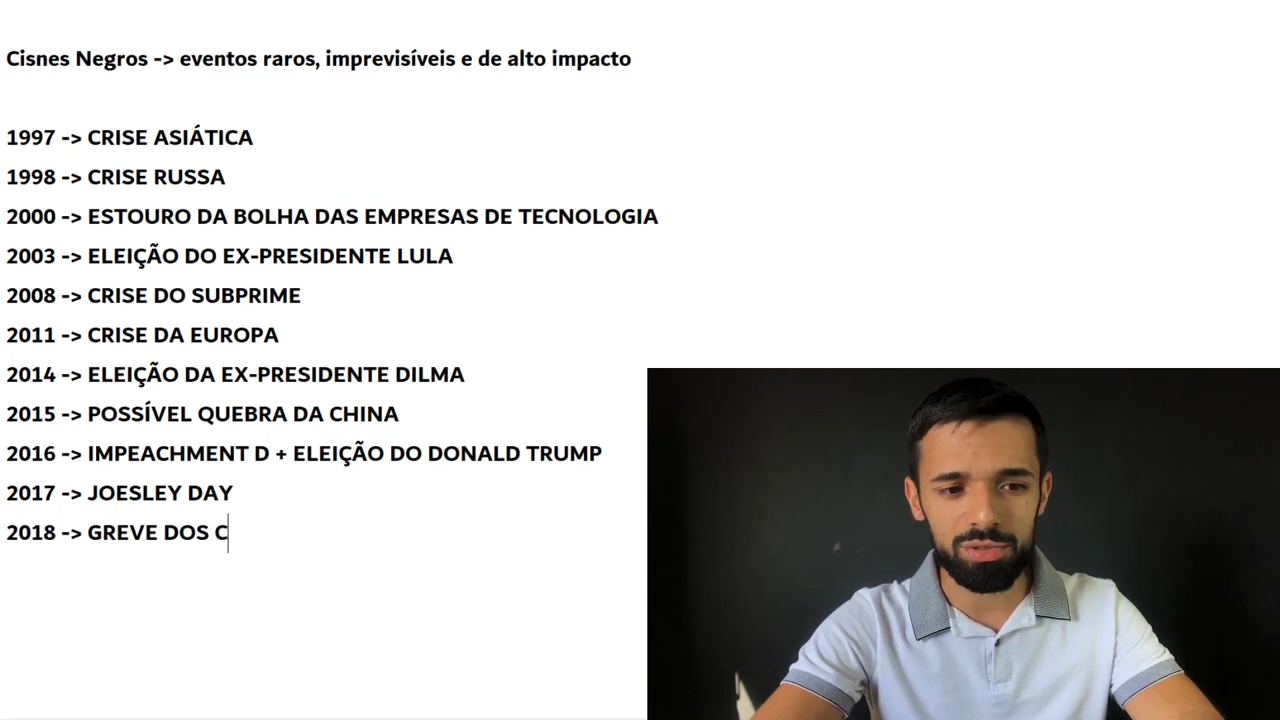 Cisnes Negros -> eventos raros, imprevisíveis e de alto impacto
1997 -> CRISE ASIÁTICA
1998 -> CRISE RUSSA
2000 -> ESTOURO DA BOLHA DAS EMPRESAS DE TECNOLOGIA
2003 -> ELEIÇÃO DO EX-PRESIDENTE LULA
2008 -> CRISE DO SUBPRIME
2011 -> CRISE DA EUROPA
2014 -> ELEIÇÃO DA EX-PRESIDENTE DILMA
2015 -> POSSÍVEL QUEBRA DA CHINA
2016 -> IMPEACHMENT D + ELEIÇÃO DO DONALD TRUMP
2017 -> JOESLEY DAY
2018 -> GREVE DOS C